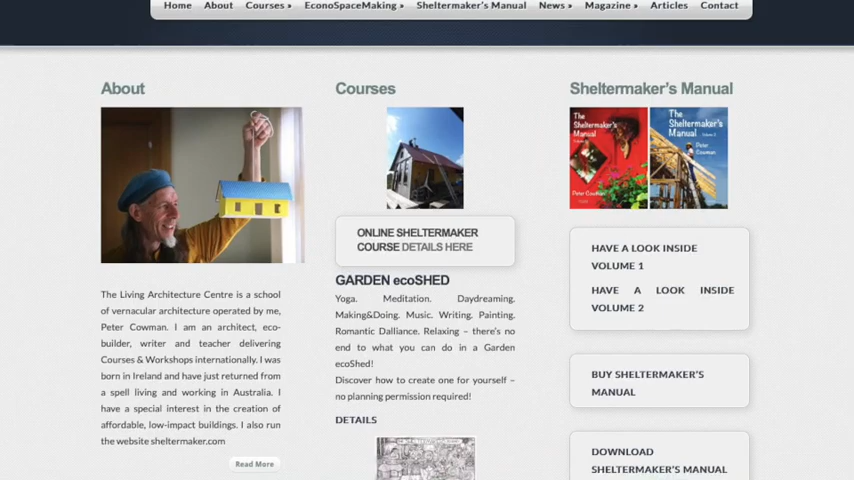 Home About Courses » EconoSpaceMaking » Sheltermaker's Manual News » Magazine » Articles Contact
About
The Living Architecture Centre is a school
of vernacular architecture operated by me,
Peter Cowman. I am an architect, eco-
builder, writer and teacher delivering
Courses & Workshops internationally. I was
born in Ireland and have just returned from
a spell living and working in Australia. I
have a special interest in the creation of
affordable, low-impact buildings. I also run
the website sheltermaker.com
Read More
Courses
ONLINE SHELTERMAKER
COURSE DETAILS HERE
GARDEN ecoSHED
Yoga. Meditation. Daydreaming.
Making&Doing. Music. Writing. Painting.
Romantic Dalliance. Relaxing – there's no
end to what you can do in a Garden
ecoShed!
Discover how to create one for yourself –
no planning permission required!
DETAILS
Sheltermaker's Manual
The
Sheltermaker's
Manual
Peter Cowman
The
Sheltermaker's
Manual
Peter
Cowman
HAVE A LOOK INSIDE
VOLUME 1
HAVE A LOOK INSIDE
VOLUME 2
BUY SHELTERMAKER'S
MANUAL
DOWNLOAD
SHELTERMAKER'S MANUAL